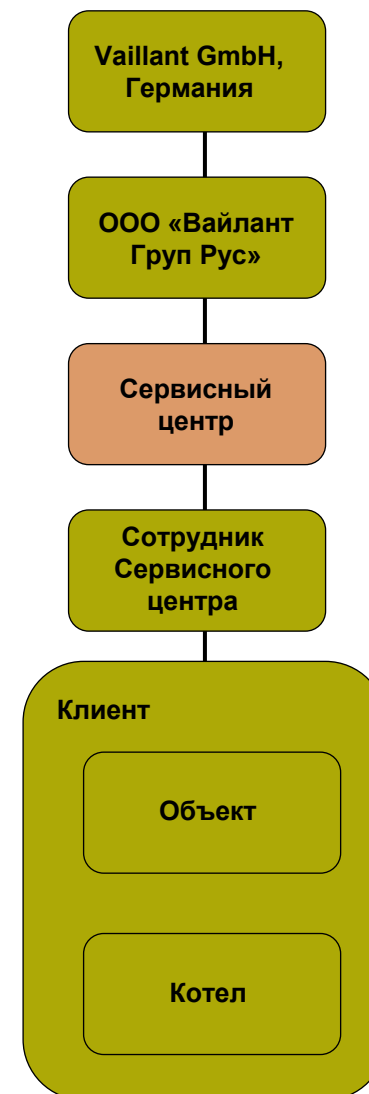 Vaillant GmbH,
Германия
ООО «Вайлант
Груп Рус»
Сервисный
центр
Сотрудник
Сервисного
центра
Клиент
Объект
Котел